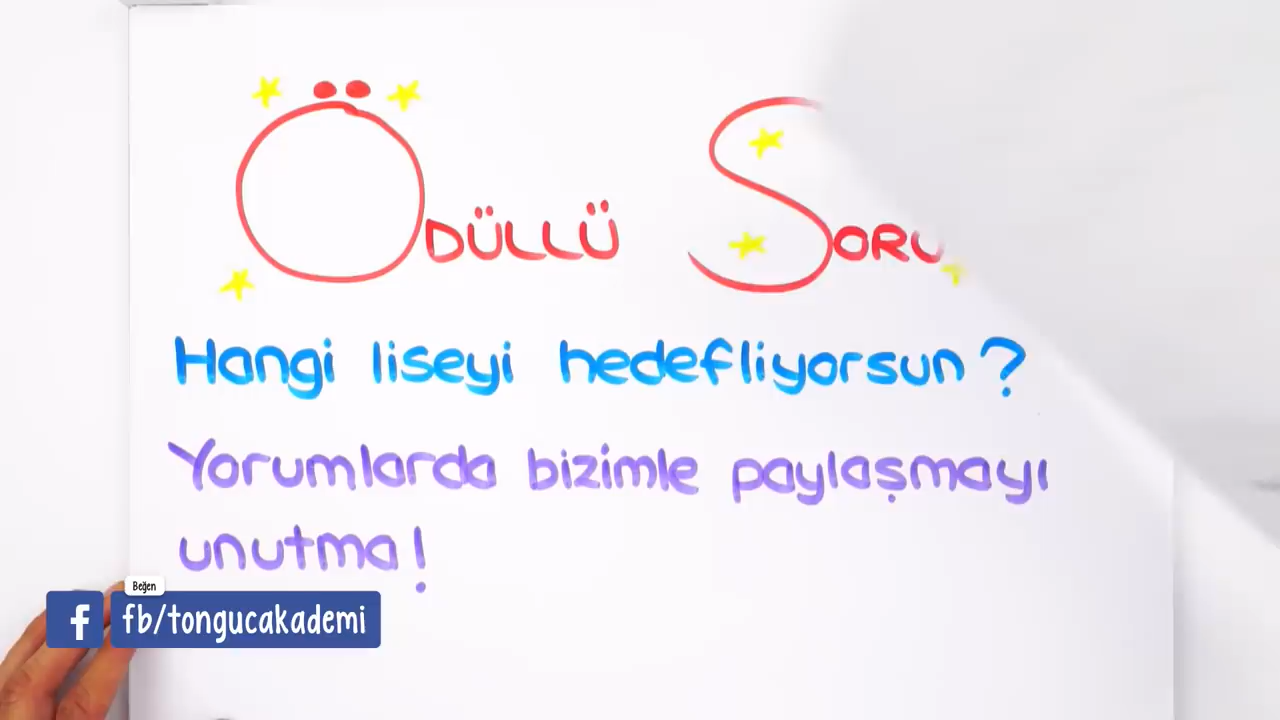 ÖDÜLLÜ SORU
Hangi liseyi hedefliyorsun?
Yorumlarda bizimle paylaşmayı
unutma!
Beğen
f fb/tongucakademi